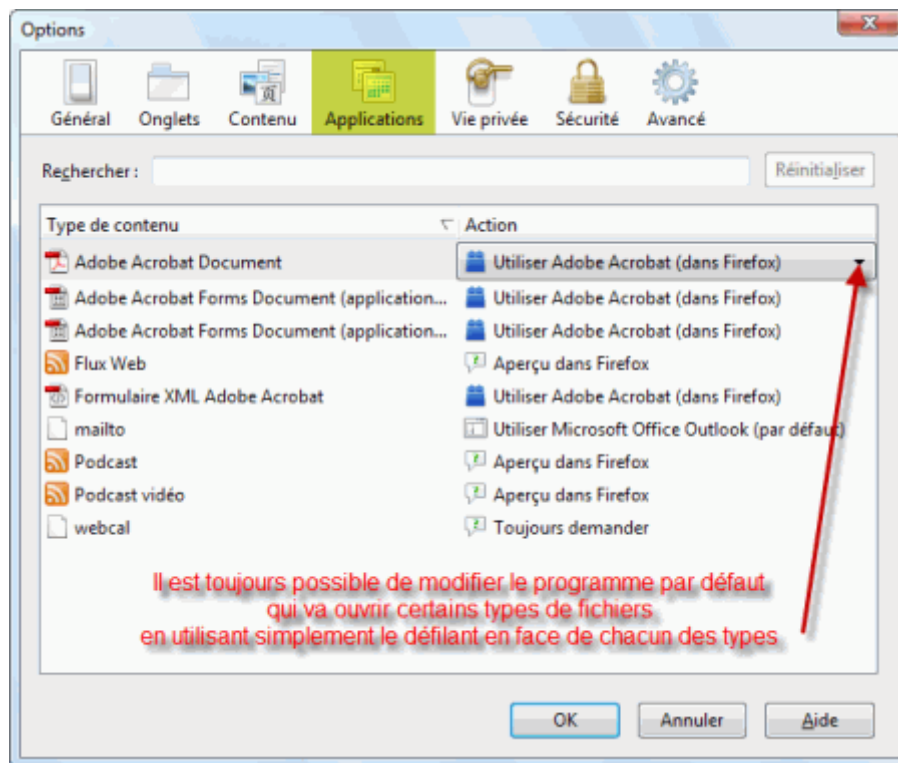 Options
Général Onglets Contenu Applications Vie privée Sécurité Avancé
Rechercher : Réinitialiser
Type de contenu Action
Adobe Acrobat Document Utiliser Adobe Acrobat (dans Firefox)
Adobe Acrobat Forms Document (application... Utiliser Adobe Acrobat (dans Firefox)
Adobe Acrobat Forms Document (application... Utiliser Adobe Acrobat (dans Firefox)
Flux Web Aperçu dans Firefox
Formulaire XML Adobe Acrobat Utiliser Adobe Acrobat (dans Firefox)
mailto Utiliser Microsoft Office Outlook (par défaut)
Podcast Aperçu dans Firefox
Podcast vidéo Aperçu dans Firefox
webcal Toujours demander
Il est toujours possible de modifier le programme par défaut
qui va ouvrir certains types de fichiers
en utilisant simplement le défilant en face de chacun des types
OK Annuler Aide